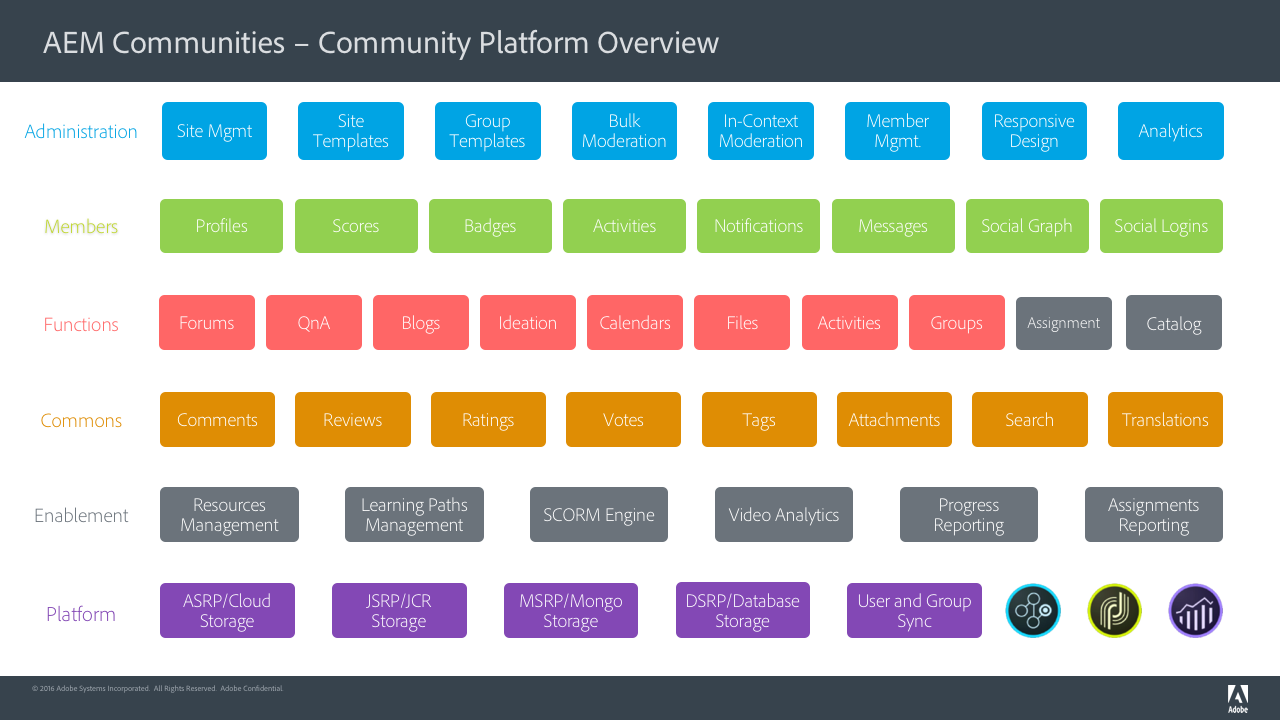 AEM Communities – Community Platform Overview
Administration
Site Mgmt
Site
Templates
Group
Templates
Bulk
Moderation
In-Context
Moderation
Member
Mgmt.
Responsive
Design
Analytics
Members
Profiles
Scores
Badges
Activities
Notifications
Messages
Social Graph
Social Logins
Functions
Forums
QnA
Blogs
Ideation
Calendars
Files
Activities
Groups
Assignment
Catalog
Commons
Comments
Reviews
Ratings
Votes
Tags
Attachments
Search
Translations
Enablement
Resources
Management
Learning Paths
Management
SCORM Engine
Video Analytics
Progress
Reporting
Assignments
Reporting
Platform
ASRP/Cloud
Storage
JSRP/JCR
Storage
MSRP/Mongo
Storage
DSRP/Database
Storage
User and Group
Sync
© 2016 Adobe Systems Incorporated. All Rights Reserved. Adobe Confidential.
Adobe